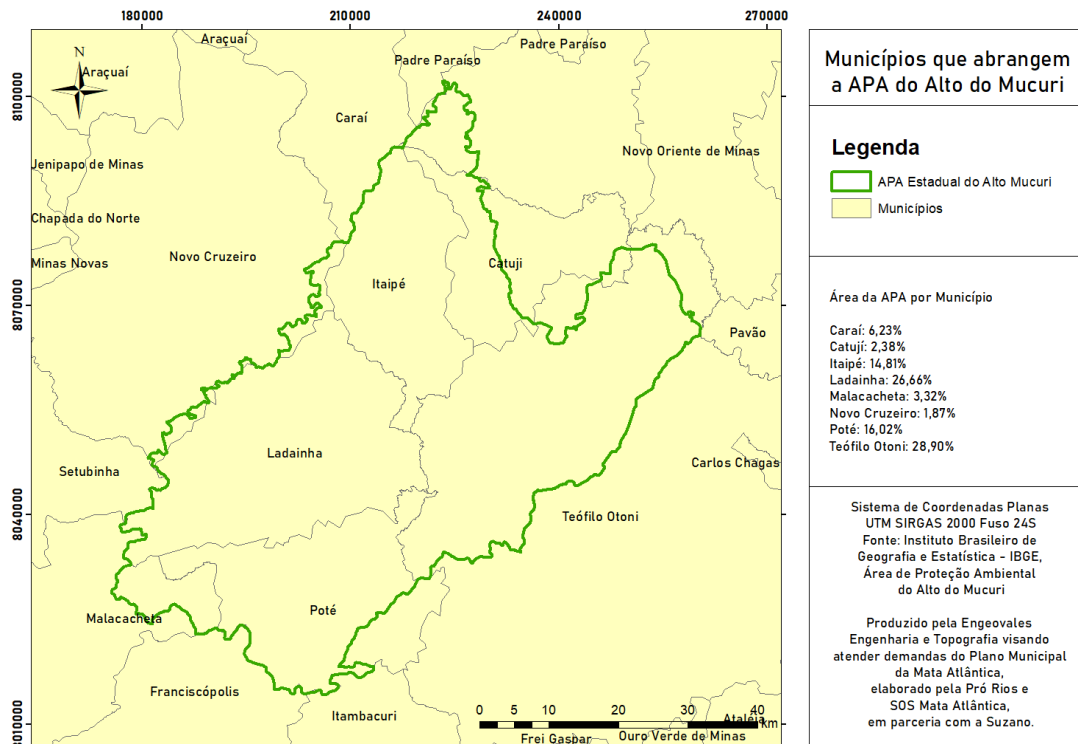 180000 210000 240000 270000
8100000
8070000
8040000
8010000
N
Araçuaí
Araçuaí
Padre Paraíso
Padre Paraíso
Caraí
Novo Oriente de Minas
Jenipapo de Minas
Chapada do Norte
Minas Novas
Novo Cruzeiro
Catuji
Itaipé
Pavão
Ladainha
Setubinha
Carlos Chagas
Teófilo Otoni
Poté
Malacacheta
Franciscópolis
Itambacuri
Ataléia
Frei Gaspar
Ouro Verde de Minas
0 5 10 20 30 40
km
Municípios que abrangem
a APA do Alto do Mucuri
Legenda
APA Estadual do Alto Mucuri
Municípios
Área da APA por Município
Caraí: 6,23%
Catují: 2,38%
Itaipé: 14,81%
Ladainha: 26,66%
Malacacheta: 3,32%
Novo Cruzeiro: 1,87%
Poté: 16,02%
Teófilo Otoni: 28,90%
Sistema de Coordenadas Planas
UTM SIRGAS 2000 Fuso 24S
Fonte: Instituto Brasileiro de
Geografia e Estatística - IBGE,
Área de Proteção Ambiental
do Alto do Mucuri
Produzido pela Engeovales
Engenharia e Topografia visando
atender demandas do Plano Municipal
da Mata Atlântica,
elaborado pela Pró Rios e
SOS Mata Atlântica,
em parceria com a Suzano.